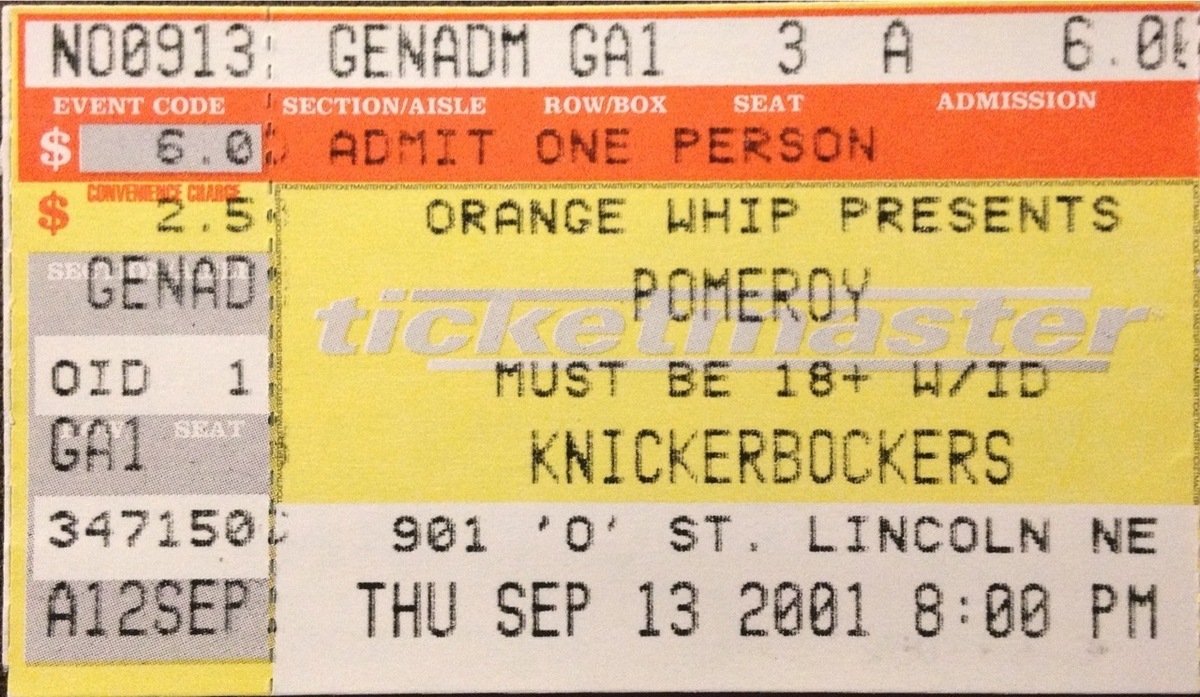 NO0913 GENADM GA1 3 A 6.00
EVENT CODE SECTION/AISLE ROW/BOX SEAT ADMISSION
$ 6.0 ADMIT ONE PERSON
CONVENIENCE CHARGE
$ 2.5 ORANGE WHIP PRESENTS
GENAD POMEROY
ticketmaster
OID 1 MUST BE 18+ W/ID
SEAT
GA1 KNICKERBOCKERS
347150 901 'O' ST. LINCOLN NE
A12SEP THU SEP 13 2001 8:00 PM